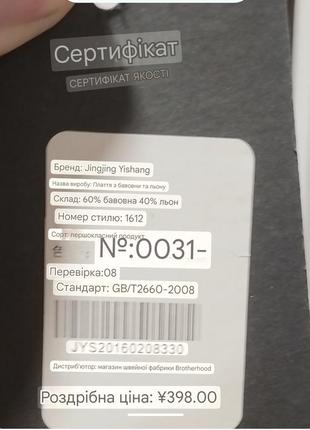 Сертифікат
СЕРТИФІКАТ ЯКОСТІ
Бренд: Jingjing Yishang
Назва виробу: Плаття з бавовни та льону
Склад: 60% бавовна 40% льон
Номер стилю: 1612
Сорт: першокласний продукт
№:0031-
Перевірка:08
Стандарт: GB/T2660-2008
JYS20160208330
Дистриб'ютор: магазин швейної фабрики Brotherhood
Роздрібна ціна: ¥398.00